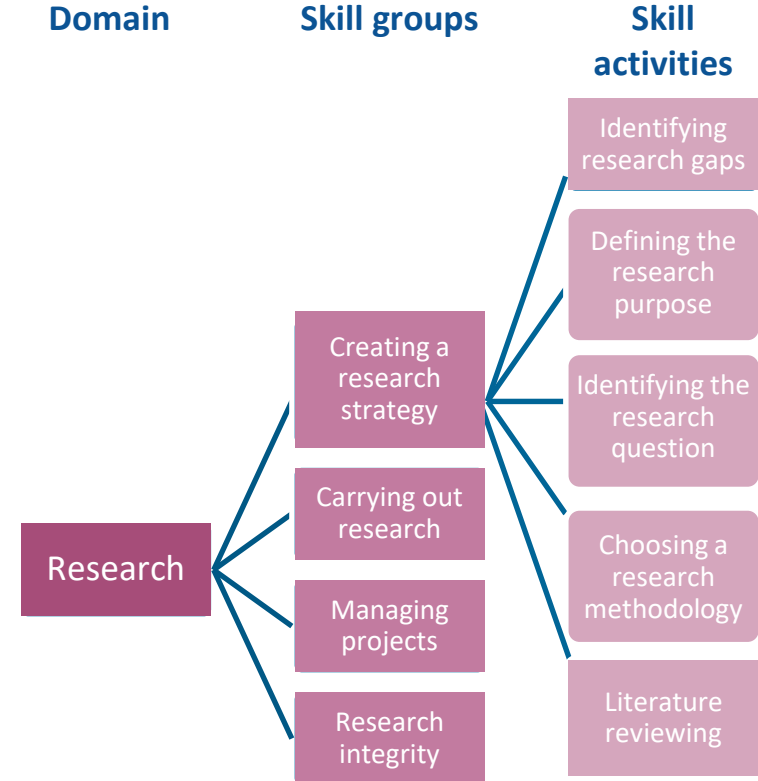 Domain
Skill groups
Skill
activities
Research
Creating a
research
strategy
Carrying out
research
Managing
projects
Research
integrity
Identifying
research gaps
Defining the
research
purpose
Identifying the
research
question
Choosing a
research
methodology
Literature
reviewing